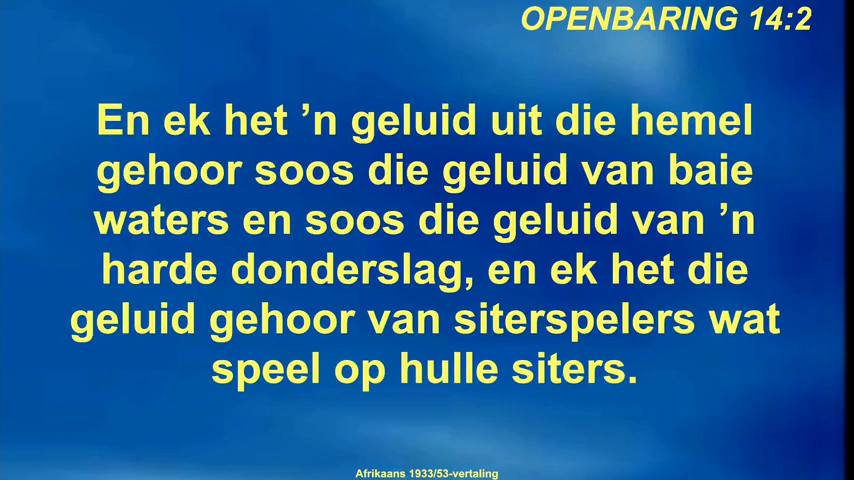 OPENBARING 14:2
En ek het ’n geluid uit die hemel
gehoor soos die geluid van baie
waters en soos die geluid van ’n
harde donderslag, en ek het die
geluid gehoor van siterspelers wat
speel op hulle siters.
Afrikaans 1933/53-vertaling